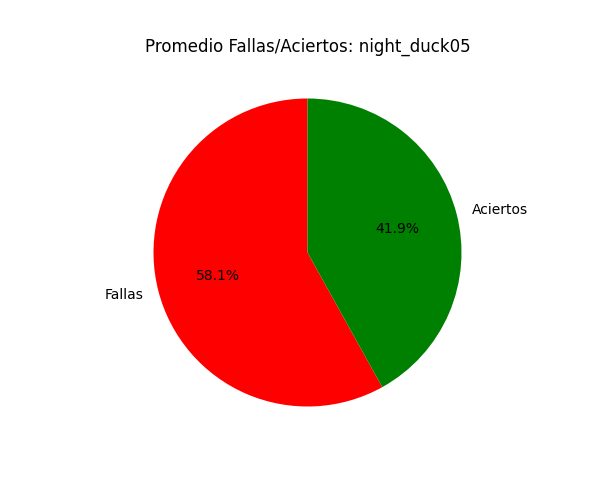 Promedio Fallas/Aciertos: night_duck05
Aciertos
41.9%
58.1%
Fallas